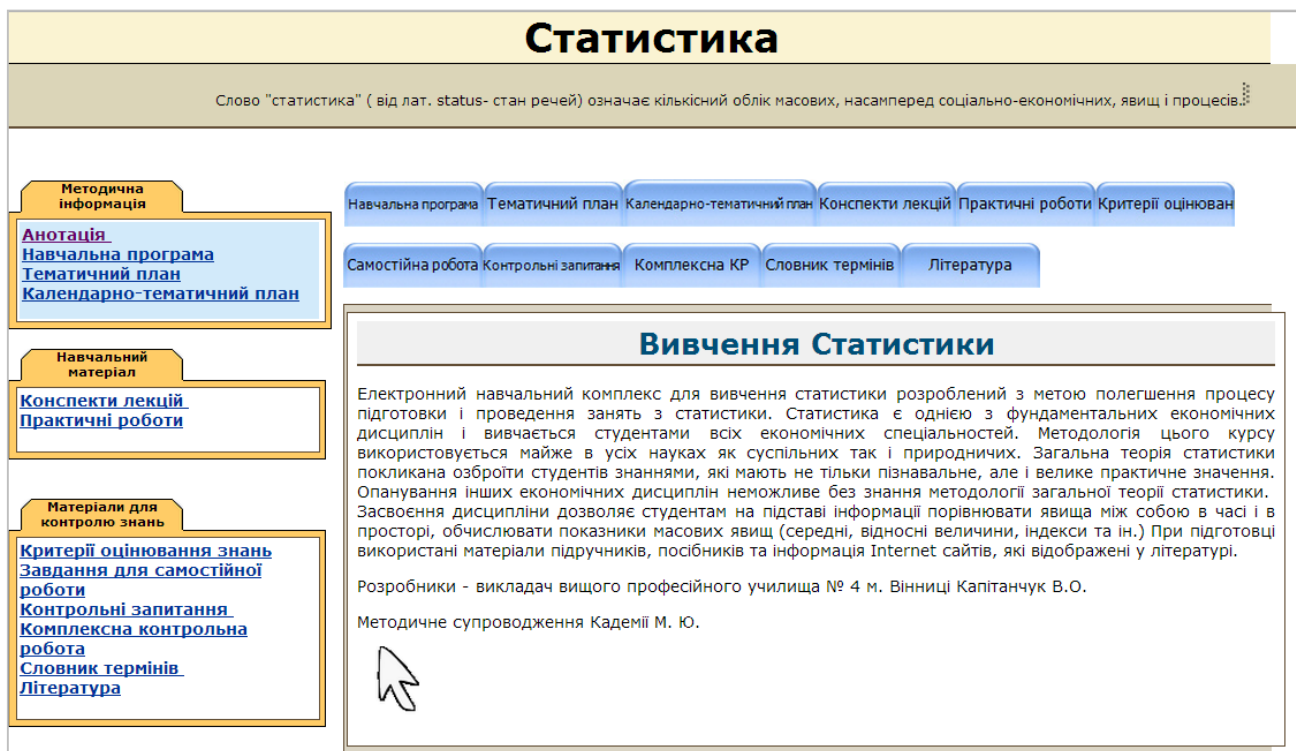 Статистика
Слово "статистика" ( від лат. status- стан речей) означає кількісний облік масових, насамперед соціально-економічних, явищ і процесів.
Методична
інформація
Анотація
Навчальна програма
Тематичний план
Календарно-тематичний план
Навчальний
матеріал
Конспекти лекцій
Практичні роботи
Матеріали для
контролю знань
Критерії оцінювання знань
Завдання для самостійної
роботи
Контрольні запитання
Комплексна контрольна
робота
Словник термінів
Література
Навчальна програма Тематичний план Календарно-тематичний план Конспекти лекцій Практичні роботи Критерії оцінюван
Самостійна робота Контрольні запитання Комплексна КР Словник термінів Література
Вивчення Статистики
Електронний навчальний комплекс для вивчення статистики розроблений з метою полегшення процесу
підготовки і проведення занять з статистики. Статистика є однією з фундаментальних економічних
дисциплін і вивчається студентами всіх економічних спеціальностей. Методологія цього курсу
використовується майже в усіх науках як суспільних так і природничих. Загальна теорія статистики
покликана озброїти студентів знаннями, які мають не тільки пізнавальне, але і велике практичне значення.
Опанування інших економічних дисциплін неможливе без знання методології загальної теорії статистики.
Засвоєння дисципліни дозволяє студентам на підставі інформації порівнювати явища між собою в часі і в
просторі, обчислювати показники масових явищ (середні, відносні величини, індекси та ін.) При підготовці
використані матеріали підручників, посібників та інформація Internet сайтів, які відображені у літературі.
Розробники - викладач вищого професійного училища № 4 м. Вінниці Капітанчук В.О.
Методичне супроводження Кадемії М. Ю.